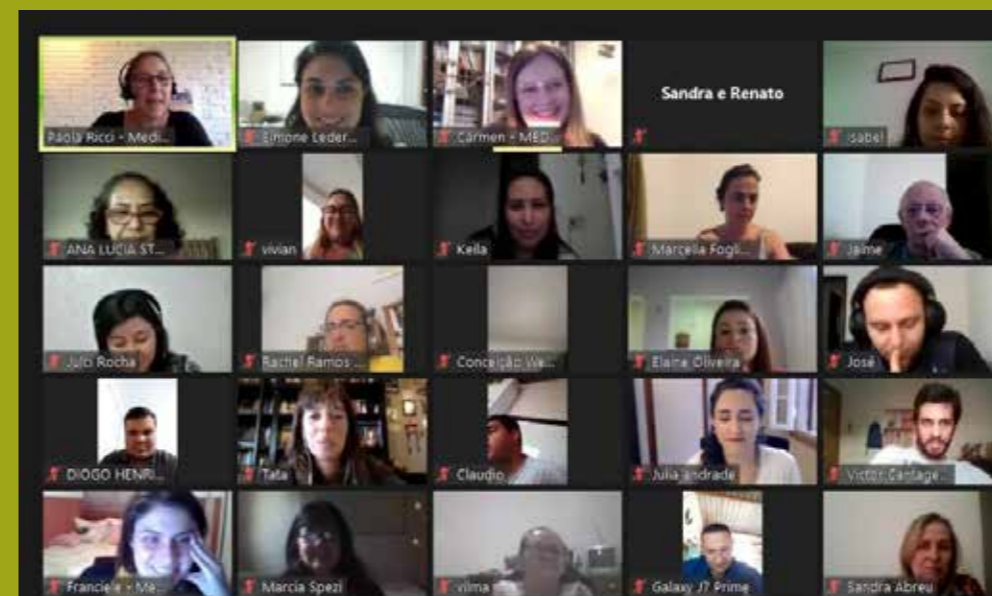 Paola Ricci - Medi...
Simone Leder...
Carmen - MED...
Sandra e Renato
Isabel
ANA LUCIA ST...
vivian
Keila
Marcella Fogli...
Jaime
Julci Rocha
Rachel Ramos ...
Conceição We...
Elaine Oliveira
José
DIOGO HENRI...
Tata
Claudio
Julia andrade
Victor Cantage...
Franciele - Me...
Marcia Spezi
vilma
Galaxy J7 Prime
Sandra Abreu